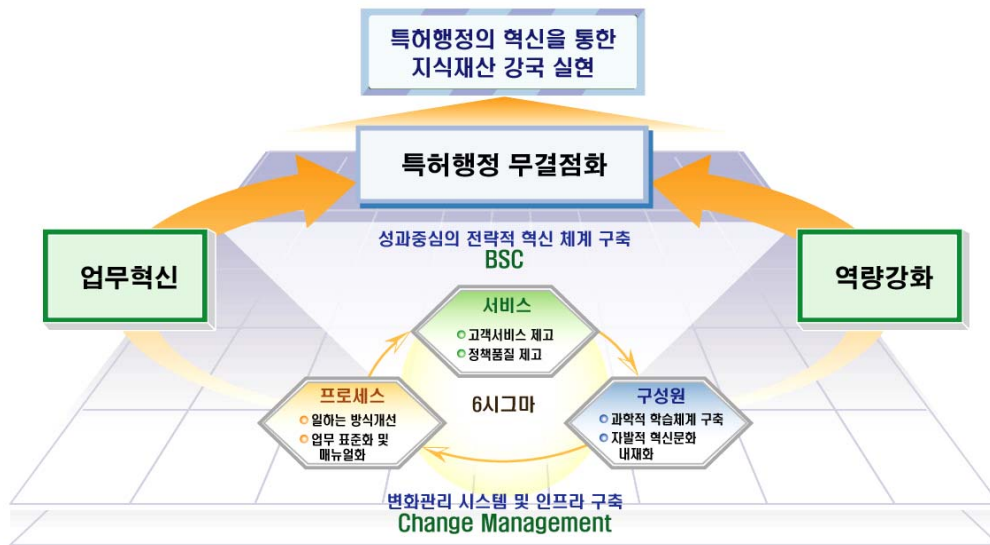 특허행정의 혁신을 통한
지식재산 강국 실현
특허행정 무결점화
업무혁신
역량강화
성과중심의 전략적 혁신 체계 구축
BSC
서비스
고객서비스 제고
정책품질 제고
프로세스
일하는 방식개선
업무 표준화 및
매뉴얼화
6시그마
구성원
과학적 학습체계 구축
자발적 혁신문화
내재화
변화관리 시스템 및 인프라 구축
Change Management